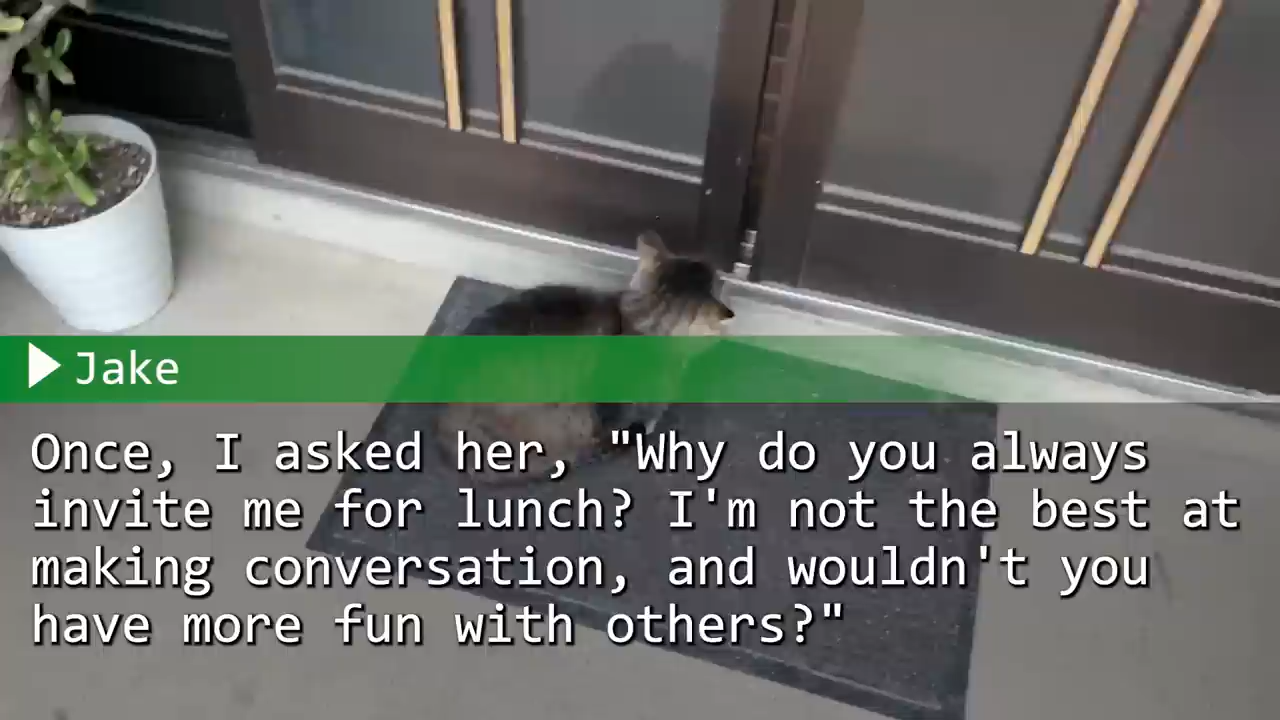 Jake
Once, I asked her, "Why do you always
invite me for lunch? I'm not the best at
making conversation, and wouldn't you
have more fun with others?"